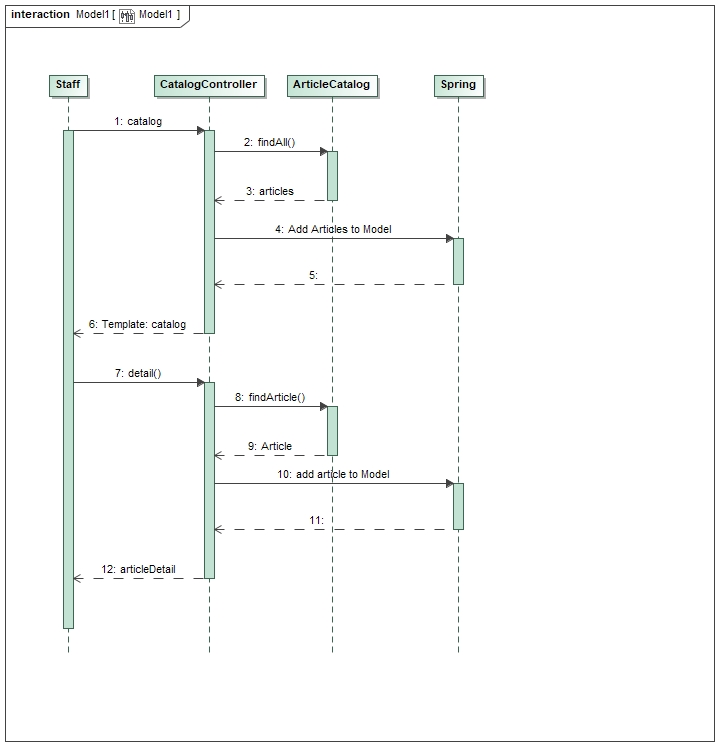 interaction Model1 [ Model1 ]
Staff
CatalogController
ArticleCatalog
Spring
1: catalog
2: findAll()
3: articles
4: Add Articles to Model
5:
6: Template: catalog
7: detail()
8: findArticle()
9: Article
10: add article to Model
11:
12: articleDetail